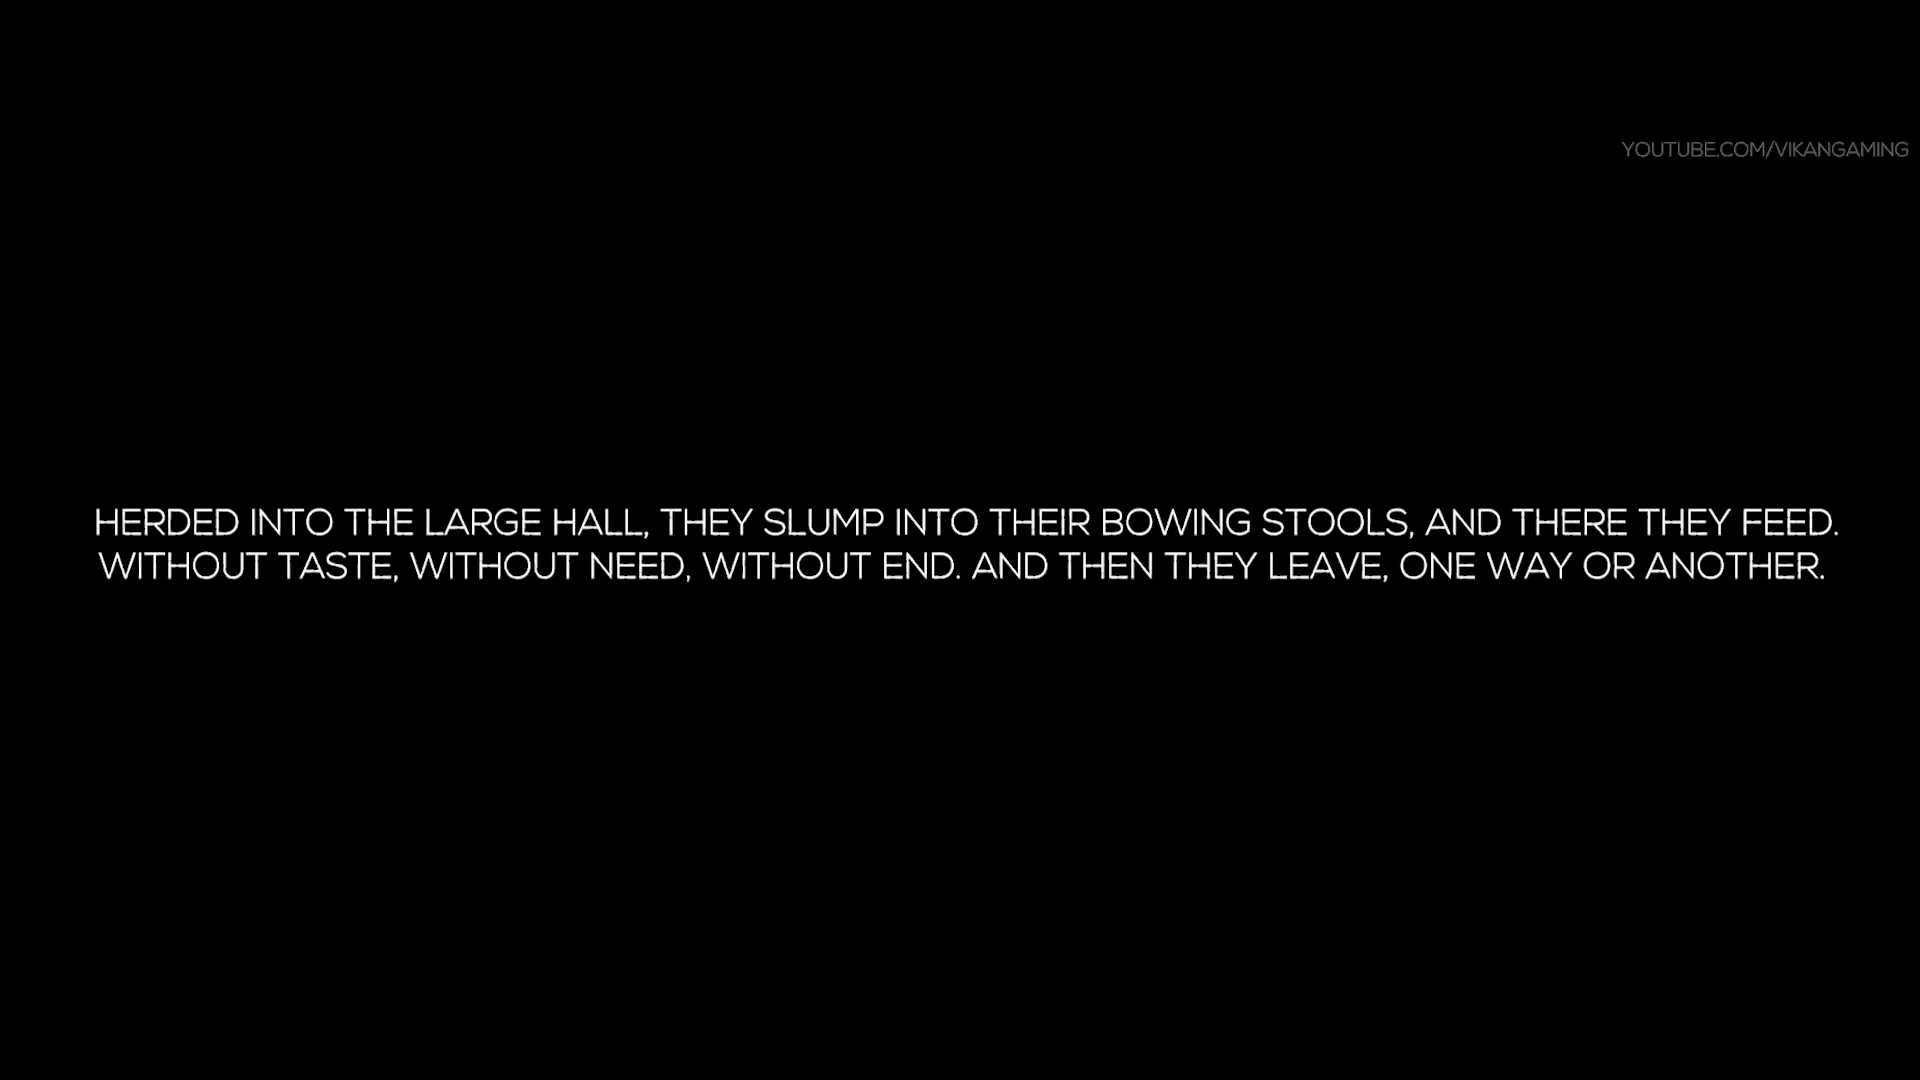 YOUTUBE.COM/VIKANGAMING
HERDED INTO THE LARGE HALL, THEY SLUMP INTO THEIR BOWING STOOLS, AND THERE THEY FEED.
WITHOUT TASTE, WITHOUT NEED, WITHOUT END. AND THEN THEY LEAVE, ONE WAY OR ANOTHER.